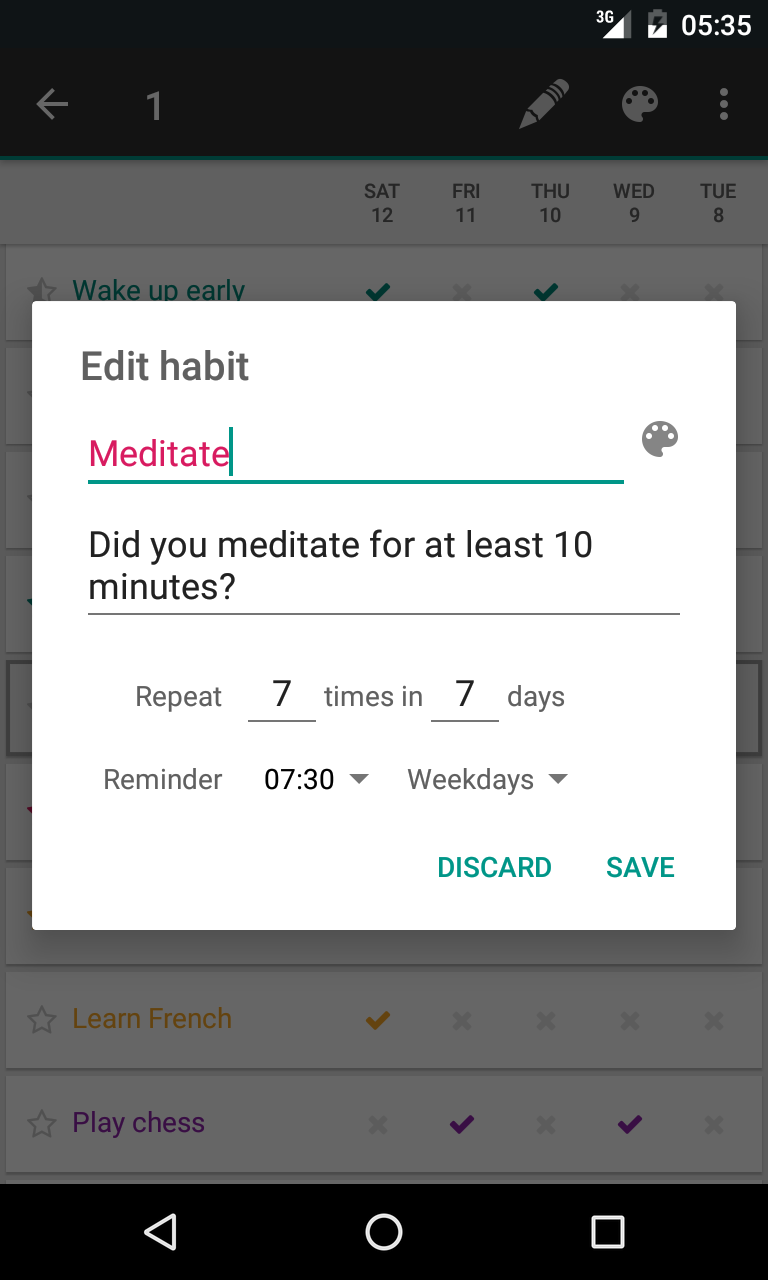 3G 05:35
1
SAT FRI THU WED TUE
12 11 10 9 8
Wake up early
Edit habit
Meditate
Did you meditate for at least 10
minutes?
Repeat 7 times in 7 days
Reminder 07:30 Weekdays
DISCARD SAVE
Learn French
Play chess